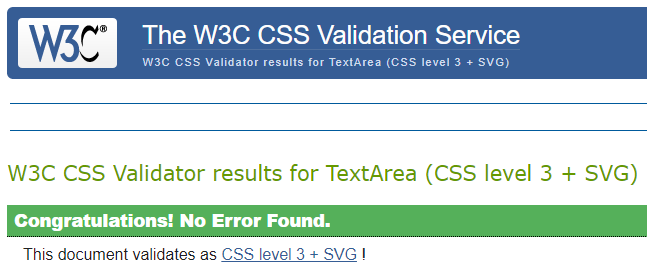 W3C®
The W3C CSS Validation Service
W3C CSS Validator results for TextArea (CSS level 3 + SVG)
W3C CSS Validator results for TextArea (CSS level 3 + SVG)
Congratulations! No Error Found.
This document validates as CSS level 3 + SVG !